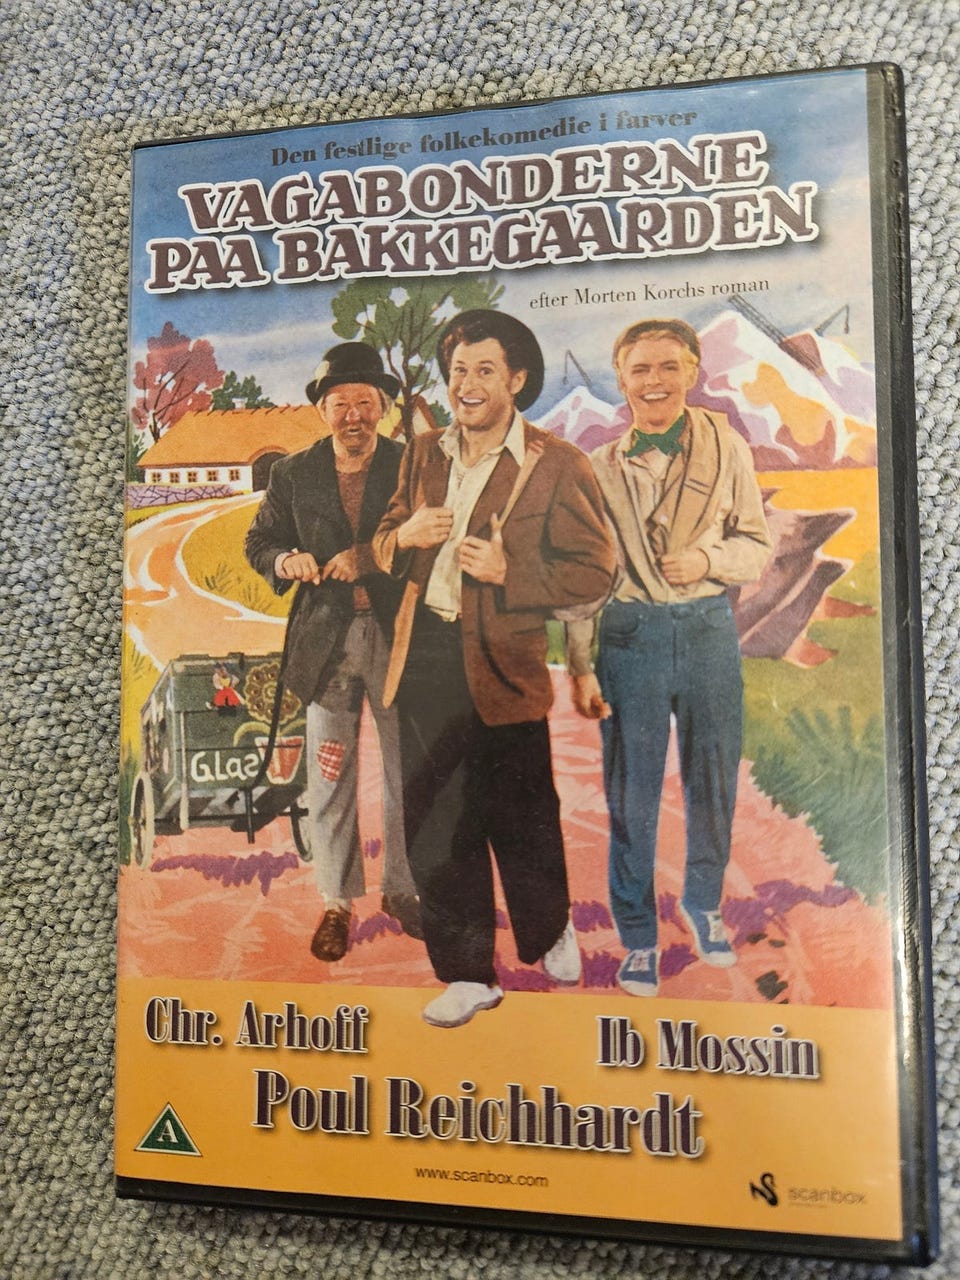 Den festlige folkekomedie i farver
VAGABONDERNE
PAA BAKKEGAARDEN
efter Morten Korchs roman
Glas
Chr. Arhoff
Ib Mossin
Poul Reichhardt
A
www.scanbox.com
scanbox